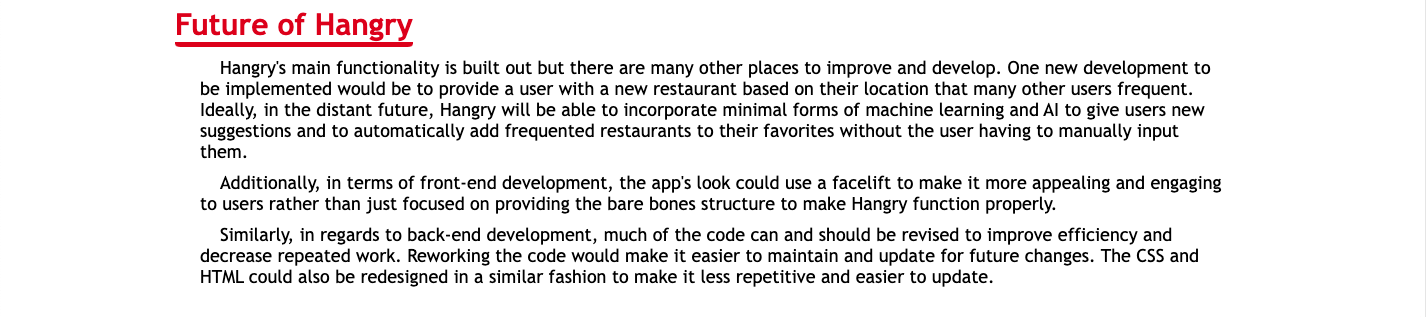 Future of Hangry
Hangry's main functionality is built out but there are many other places to improve and develop. One new development to
be implemented would be to provide a user with a new restaurant based on their location that many other users frequent.
Ideally, in the distant future, Hangry will be able to incorporate minimal forms of machine learning and AI to give users new
suggestions and to automatically add frequented restaurants to their favorites without the user having to manually input
them.
Additionally, in terms of front-end development, the app's look could use a facelift to make it more appealing and engaging
to users rather than just focused on providing the bare bones structure to make Hangry function properly.
Similarly, in regards to back-end development, much of the code can and should be revised to improve efficiency and
decrease repeated work. Reworking the code would make it easier to maintain and update for future changes. The CSS and
HTML could also be redesigned in a similar fashion to make it less repetitive and easier to update.